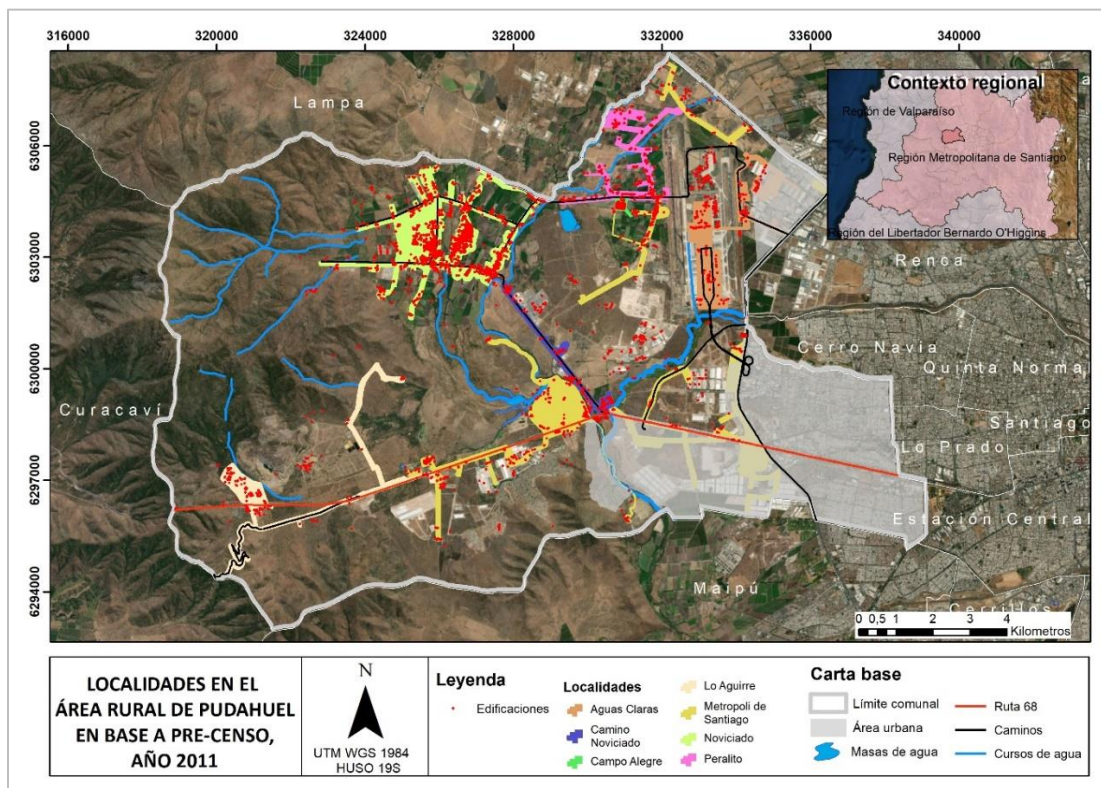 316000
320000
324000
328000
332000
336000
340000
6306000
6303000
6300000
6297000
6294000
Lampa
Contexto regional
Región de Valparaíso
Región Metropolitana de Santiago
Región del Libertador Bernardo O'Higgins
Renca
Cerro Navia
Quinta Normal
Curacaví
Santiago
Lo Prado
Estación Central
Maipú
Cerrillos
0 0,5 1 2 3 4
Kilometros
LOCALIDADES EN EL
ÁREA RURAL DE PUDAHUEL
EN BASE A PRE-CENSO,
AÑO 2011
N
UTM WGS 1984
HUSO 19S
Leyenda
Edificaciones
Localidades
Aguas Claras
Camino
Noviciado
Campo Alegre
Lo Aguirre
Metropoli de
Santiago
Noviciado
Peralito
Carta base
Límite comunal
Área urbana
Masas de agua
Ruta 68
Caminos
Cursos de agua